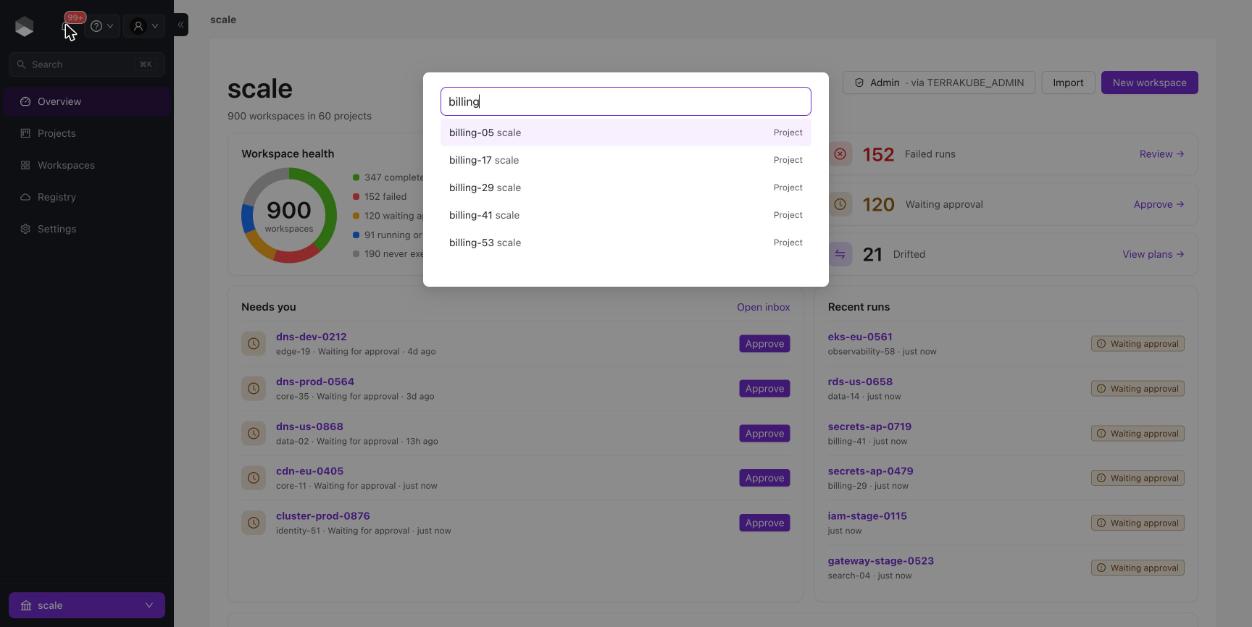 99+
«
scale
Search
⌘K
Overview
Projects
Workspaces
Registry
Settings
scale
scale
900 workspaces in 60 projects
Admin · via TERRAKUBE_ADMIN
Import
New workspace
billing
billing-05 scale
Project
billing-17 scale
Project
billing-29 scale
Project
billing-41 scale
Project
billing-53 scale
Project
Workspace health
900
workspaces
347 complete
152 failed
120 waiting a
91 running or
190 never exe
152 Failed runs
Review →
120 Waiting approval
Approve →
21 Drifted
View plans →
Needs you
Open inbox
dns-dev-0212
edge-19 · Waiting for approval · 4d ago
Approve
dns-prod-0564
core-35 · Waiting for approval · 3d ago
Approve
dns-us-0868
data-02 · Waiting for approval · 13h ago
Approve
cdn-eu-0405
core-11 · Waiting for approval · just now
Approve
cluster-prod-0876
identity-51 · Waiting for approval · just now
Approve
Recent runs
eks-eu-0561
observability-58 · just now
Waiting approval
rds-us-0658
data-14 · just now
Waiting approval
secrets-ap-0719
billing-41 · just now
Waiting approval
secrets-ap-0479
billing-29 · just now
Waiting approval
iam-stage-0115
just now
Waiting approval
gateway-stage-0523
search-04 · just now
Waiting approval